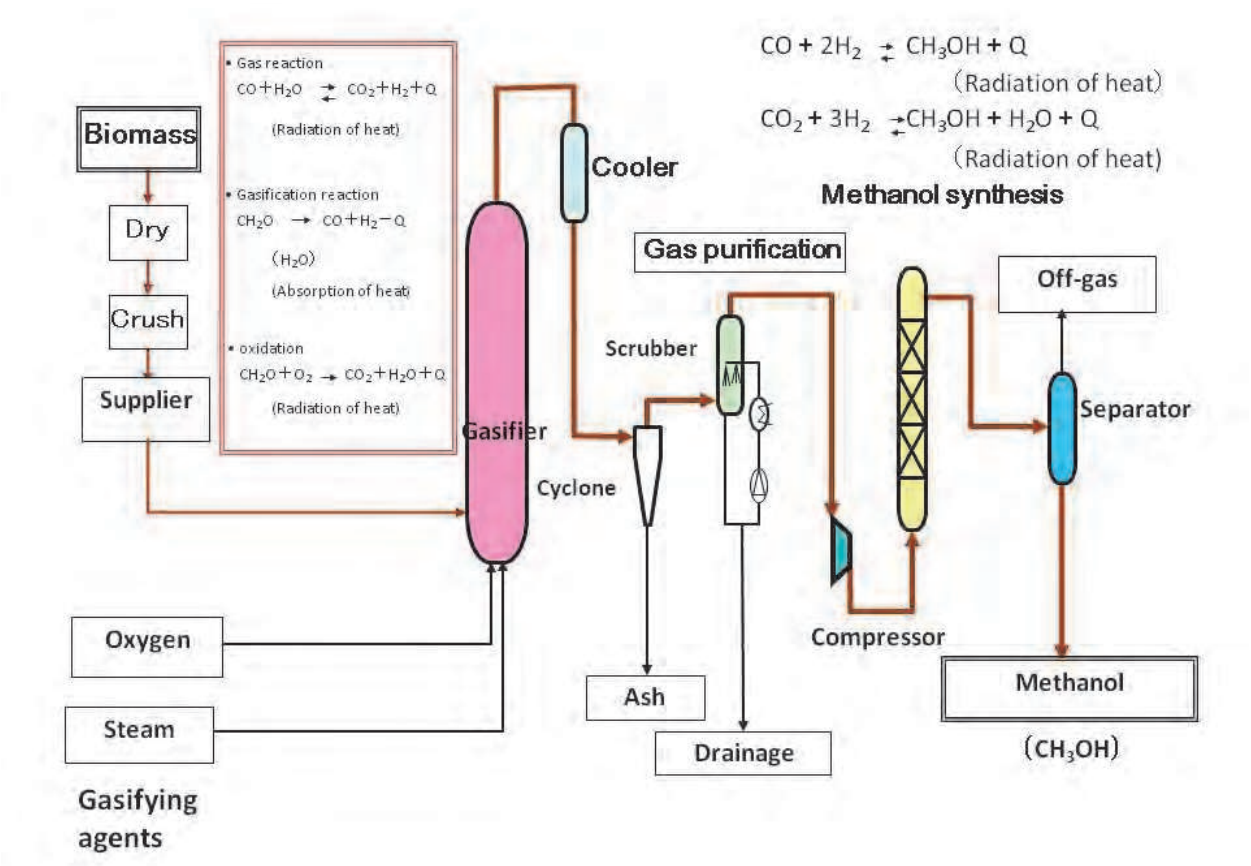 Biomass
Dry
Crush
Supplier
• Gas reaction
CO+H₂O ⇄ CO₂+H₂+Q
(Radiation of heat)
• Gasification reaction
CH₂O → CO+H₂−Q
(H₂O)
(Absorption of heat)
• oxidation
CH₂O+O₂ → CO₂+H₂O+Q
(Radiation of heat)
Gasifier
Cooler
CO + 2H₂ ⇄ CH₃OH + Q
(Radiation of heat)
CO₂ + 3H₂ ⇄ CH₃OH + H₂O + Q
(Radiation of heat)
Methanol synthesis
Gas purification
Scrubber
Cyclone
Off-gas
Separator
Compressor
Oxygen
Steam
Gasifying
agents
Ash
Drainage
Methanol
(CH₃OH)